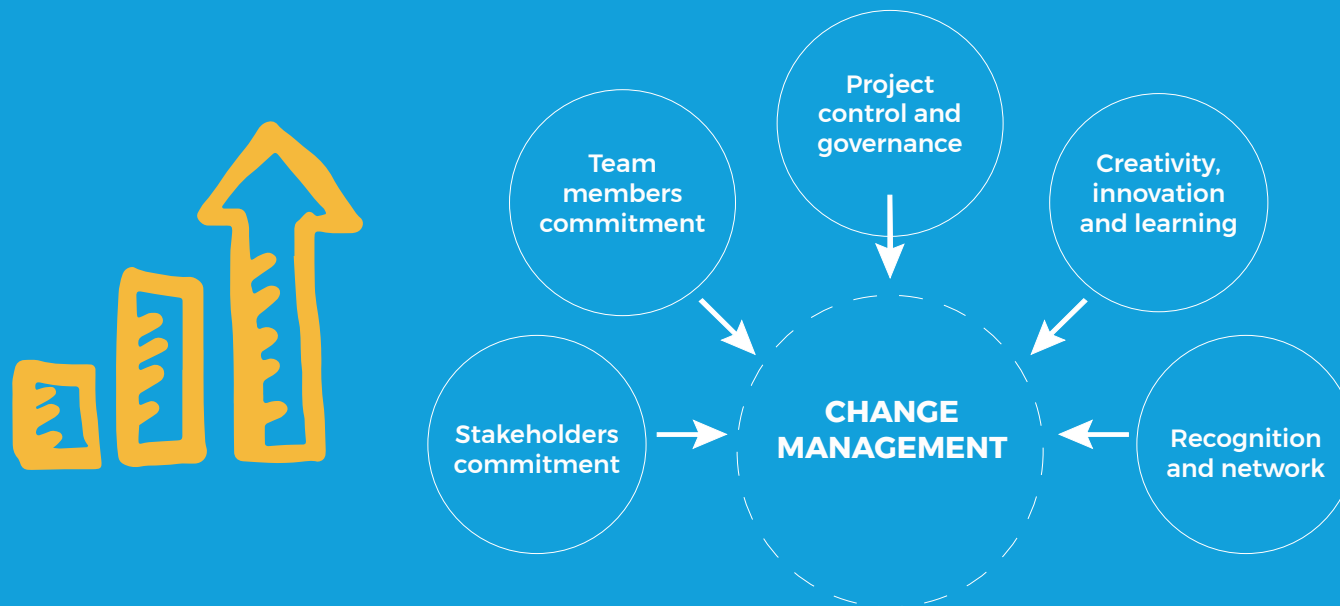 Project
control and
governance
Team
members
commitment
Creativity,
innovation
and learning
CHANGE
MANAGEMENT
Stakeholders
commitment
Recognition
and network